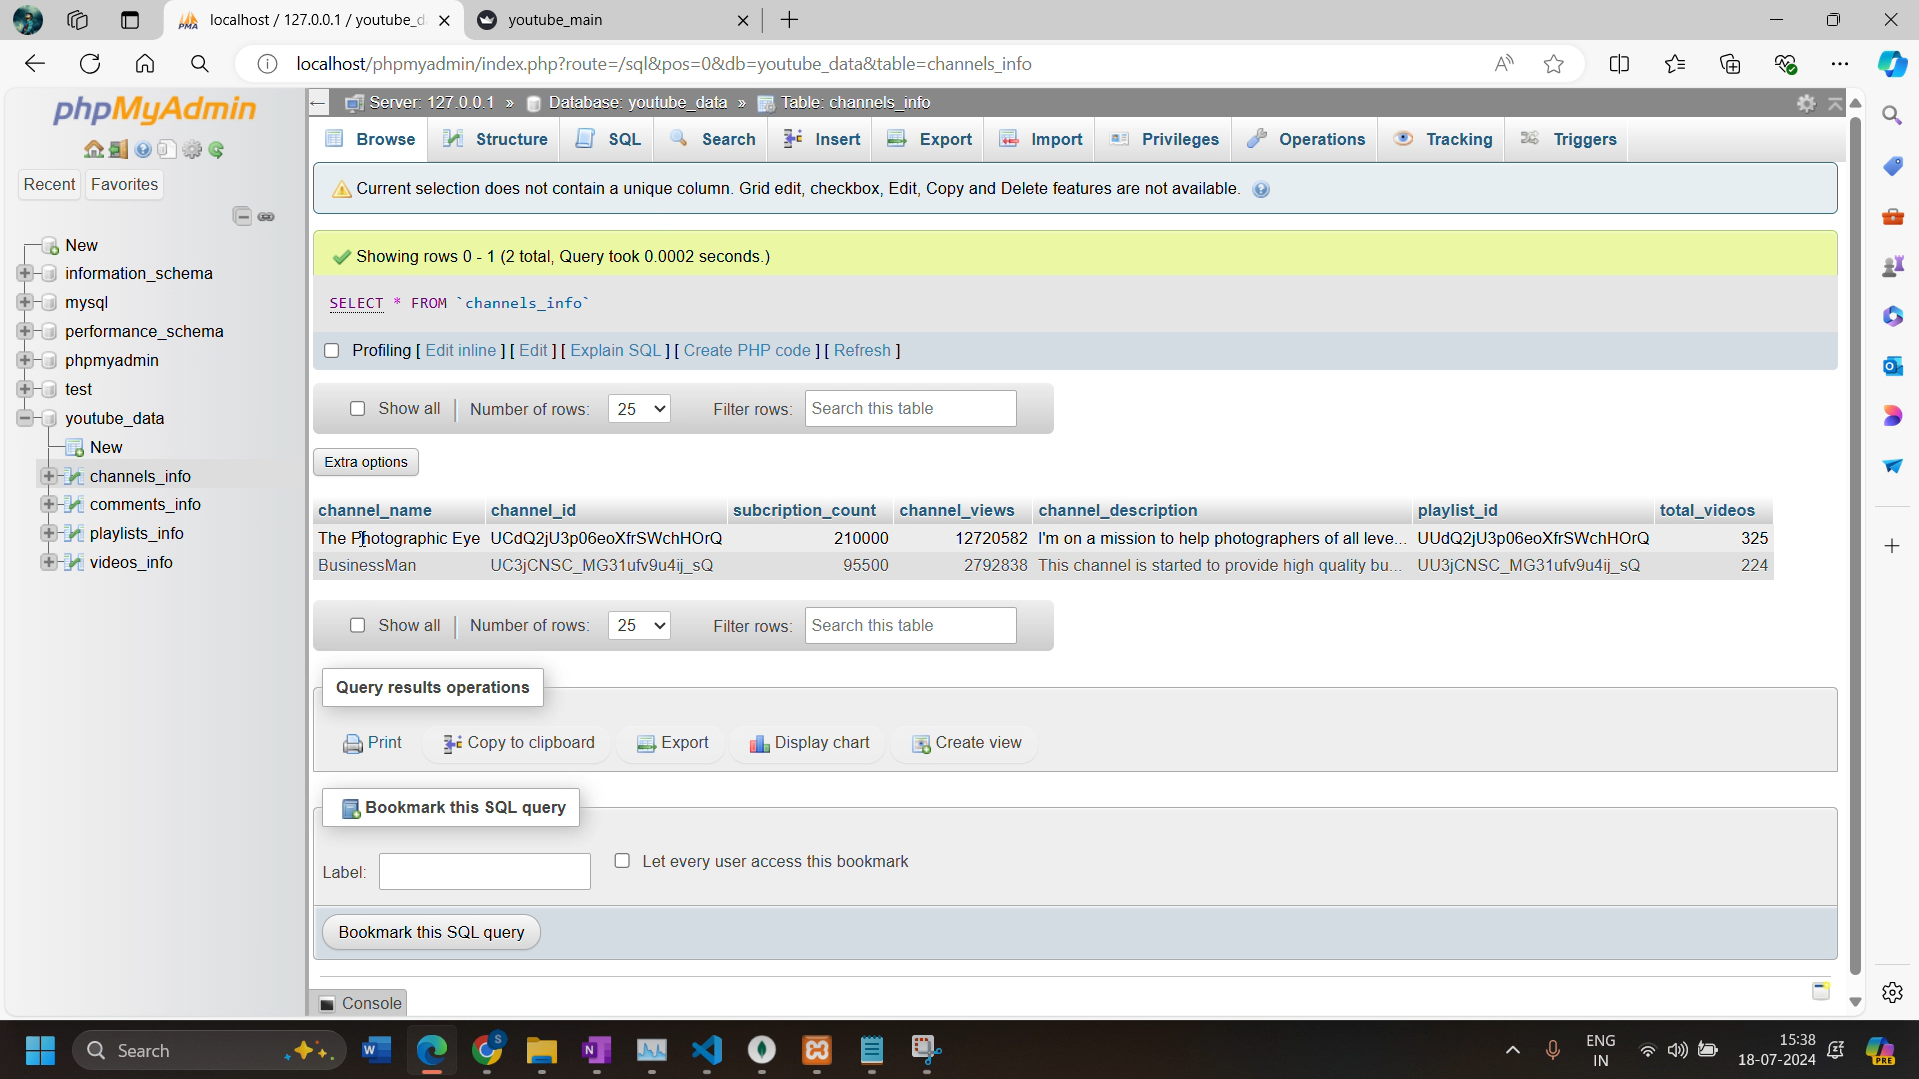 localhost / 127.0.0.1 / youtube_d
youtube_main
localhost/phpmyadmin/index.php?route=/sql&pos=0&db=youtube_data&table=channels_info
phpMyAdmin
Recent Favorites
New
information_schema
mysql
performance_schema
phpmyadmin
test
youtube_data
New
channels_info
comments_info
playlists_info
videos_info
Server: 127.0.0.1 » Database: youtube_data » Table: channels_info
Browse Structure SQL Search Insert Export Import Privileges Operations Tracking Triggers
Current selection does not contain a unique column. Grid edit, checkbox, Edit, Copy and Delete features are not available.
Showing rows 0 - 1 (2 total, Query took 0.0002 seconds.)
SELECT * FROM `channels_info`
Profiling [ Edit inline ] [ Edit ] [ Explain SQL ] [ Create PHP code ] [ Refresh ]
Show all Number of rows: 25 Filter rows: Search this table
Extra options
channel_name channel_id subcription_count channel_views channel_description playlist_id total_videos
The Photographic Eye UCdQ2jU3p06eoXfrSWchHOrQ 210000 12720582 I'm on a mission to help photographers of all leve... UUdQ2jU3p06eoXfrSWchHOrQ 325
BusinessMan UC3jCNSC_MG31ufv9u4ij_sQ 95500 2792838 This channel is started to provide high quality bu... UU3jCNSC_MG31ufv9u4ij_sQ 224
Show all Number of rows: 25 Filter rows: Search this table
Query results operations
Print Copy to clipboard Export Display chart Create view
Bookmark this SQL query
Label: Let every user access this bookmark
Bookmark this SQL query
Console
Search
ENG
IN
15:38
18-07-2024
PRE